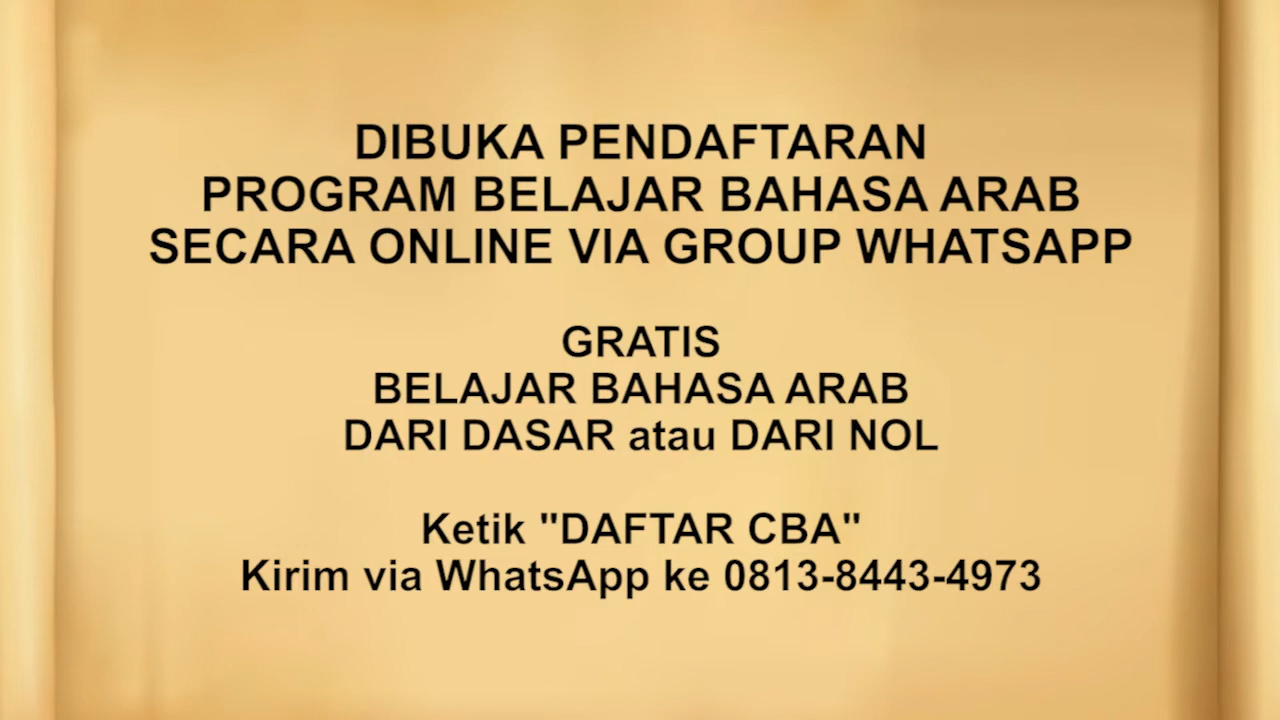 DIBUKA PENDAFTARAN
PROGRAM BELAJAR BAHASA ARAB
SECARA ONLINE VIA GROUP WHATSAPP
GRATIS
BELAJAR BAHASA ARAB
DARI DASAR atau DARI NOL
Ketik "DAFTAR CBA"
Kirim via WhatsApp ke 0813-8443-4973